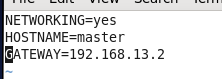 NETWORKING=yes
HOSTNAME=master
GATEWAY=192.168.13.2
~